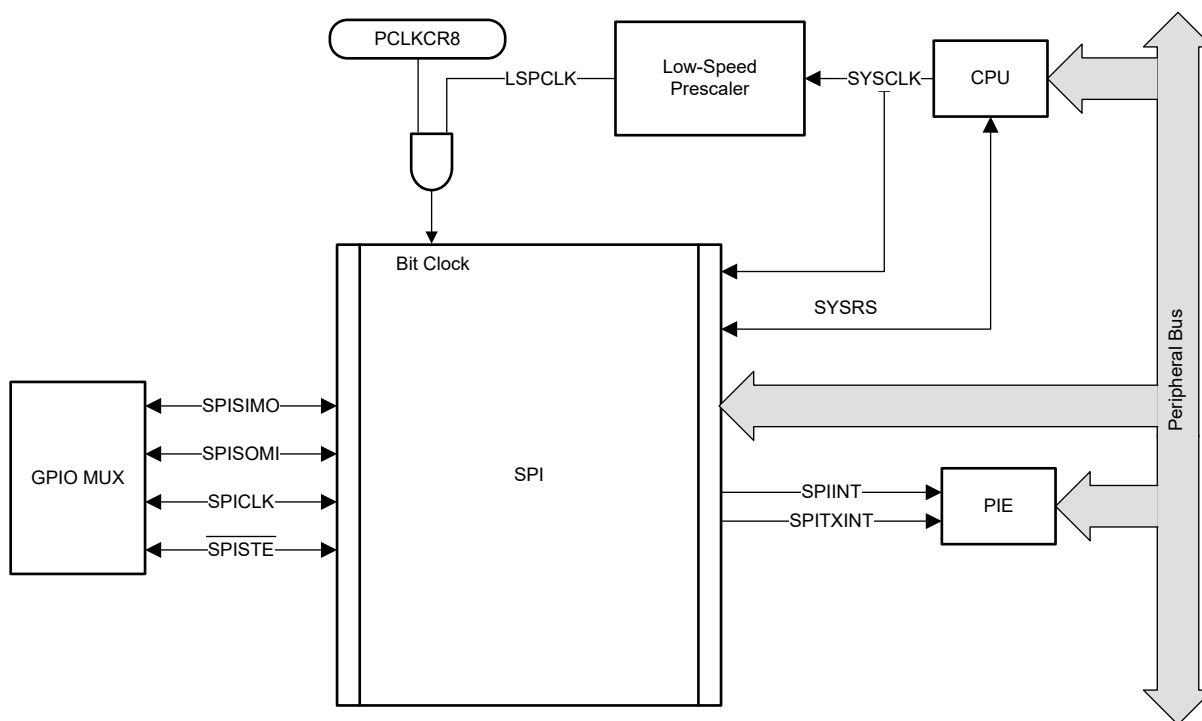 PCLKCR8
LSPCLK
Low-Speed
Prescaler
SYSCLK
CPU
Bit Clock
SYSRS
Peripheral Bus
GPIO MUX
SPISIMO
SPISOMI
SPICLK
SPISTE
SPI
SPIINT
SPITXINT
PIE